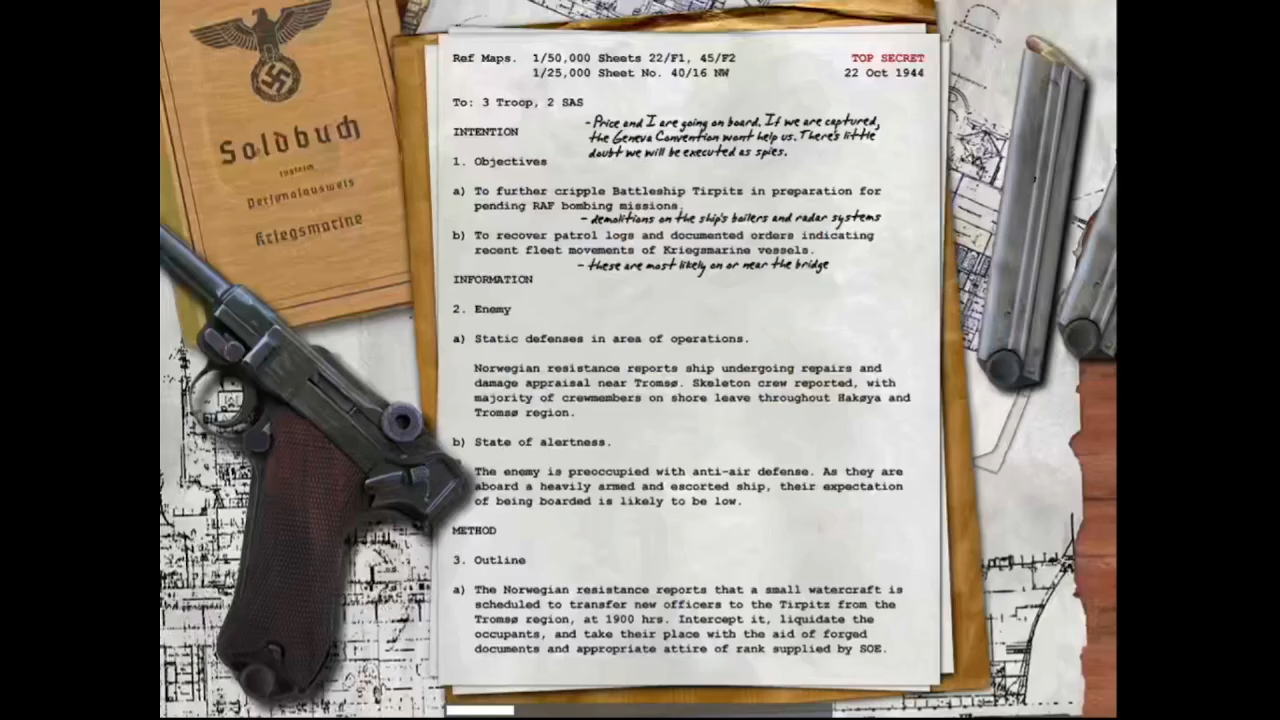 Soldbuch
zugleich
Personalausweis
Kriegsmarine
Ref Maps. 1/50,000 Sheets 22/F1, 45/F2
1/25,000 Sheet No. 40/16 NW
TOP SECRET
22 Oct 1944
To: 3 Troop, 2 SAS
- Price and I are going on board. If we are captured,
the Geneva Convention wont help us. There's little
doubt we will be executed as spies.
INTENTION
1. Objectives
a) To further cripple Battleship Tirpitz in preparation for
pending RAF bombing missions.
- demolitions on the ship's boilers and radar systems
b) To recover patrol logs and documented orders indicating
recent fleet movements of Kriegsmarine vessels.
- these are most likely on or near the bridge
INFORMATION
2. Enemy
a) Static defenses in area of operations.
Norwegian resistance reports ship undergoing repairs and
damage appraisal near Tromsø. Skeleton crew reported, with
majority of crewmembers on shore leave throughout Hakøya and
Tromsø region.
b) State of alertness.
The enemy is preoccupied with anti-air defense. As they are
aboard a heavily armed and escorted ship, their expectation
of being boarded is likely to be low.
METHOD
3. Outline
a) The Norwegian resistance reports that a small watercraft is
scheduled to transfer new officers to the Tirpitz from the
Tromsø region, at 1900 hrs. Intercept it, liquidate the
occupants, and take their place with the aid of forged
documents and appropriate attire of rank supplied by SOE.